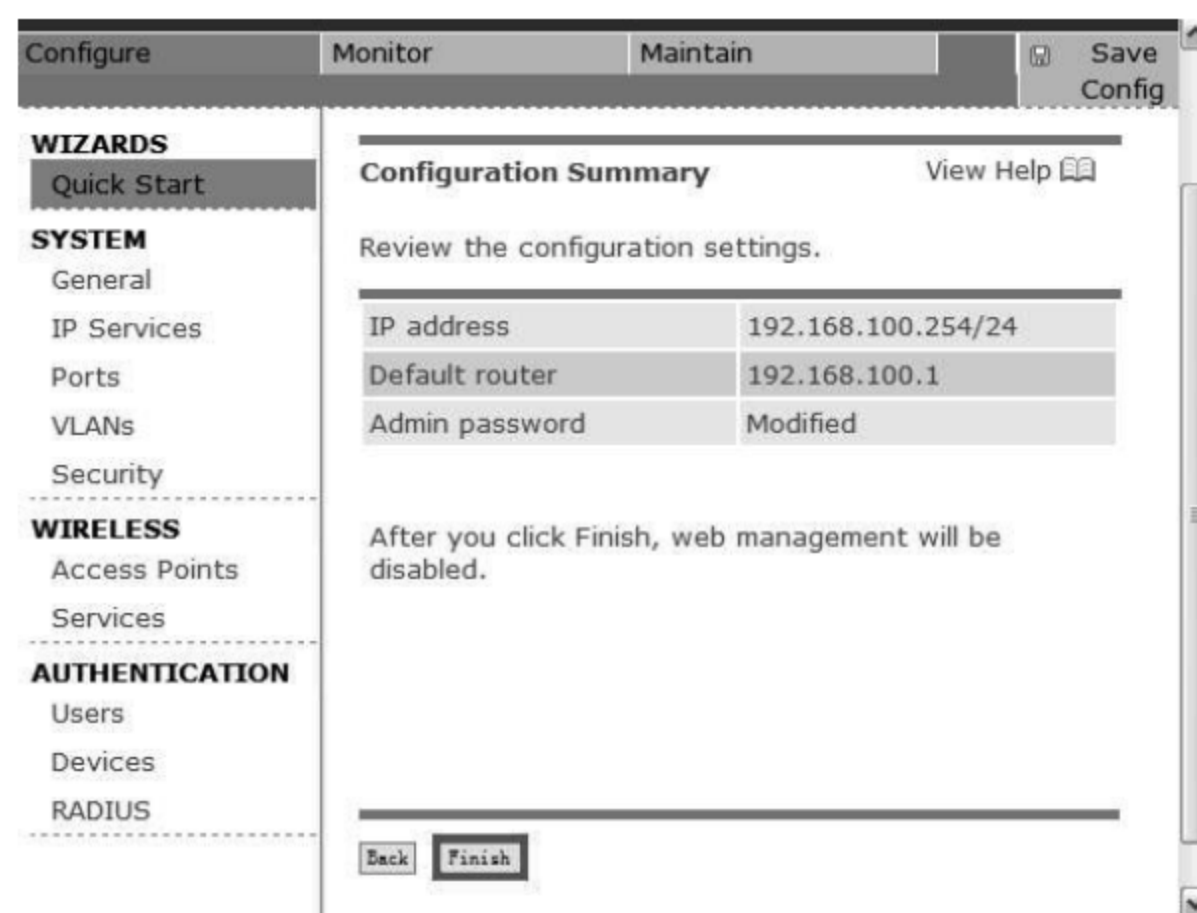 Configure Monitor Maintain Save
Config
WIZARDS
Quick Start
SYSTEM
General
IP Services
Ports
VLANs
Security
WIRELESS
Access Points
Services
AUTHENTICATION
Users
Devices
RADIUS
Configuration Summary View Help
Review the configuration settings.
IP address 192.168.100.254/24
Default router 192.168.100.1
Admin password Modified
After you click Finish, web management will be
disabled.
Back Finish